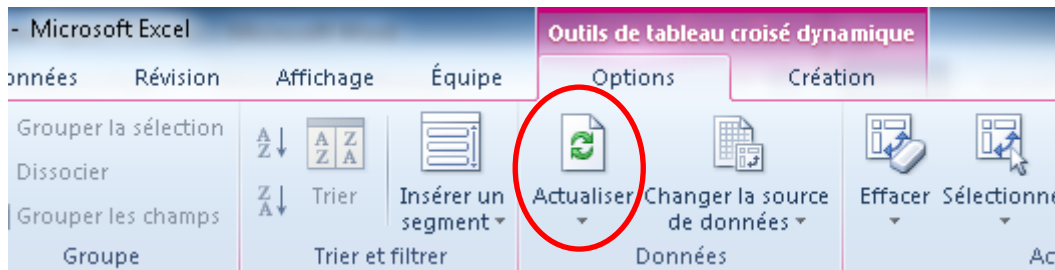 - Microsoft Excel
Outils de tableau croisé dynamique
onnées Révision Affichage Équipe Options Création
Grouper la sélection
Dissocier
Grouper les champs
Groupe
A Z
Z A
A Z
Z A
Trier
Insérer un
segment
Trier et filtrer
Actualiser
Changer la source
de données
Données
Effacer
Sélectionne
Ac